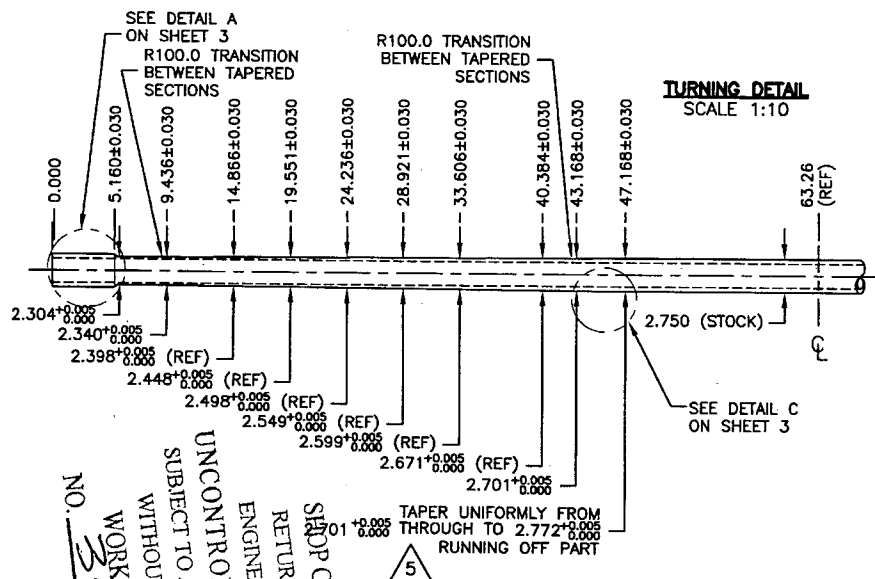 SEE DETAIL A
ON SHEET 3
R100.0 TRANSITION
BETWEEN TAPERED
SECTIONS
R100.0 TRANSITION
BETWEEN TAPERED
SECTIONS
TURNING DETAIL
SCALE 1:10
0.000
5.160±0.030
9.436±0.030
14.866±0.030
19.551±0.030
24.236±0.030
28.921±0.030
33.606±0.030
40.384±0.030
43.168±0.030
47.168±0.030
63.26
(REF)
2.304+0.005 0.000
2.340+0.005 0.000
2.398+0.005 0.000 (REF)
2.448+0.005 0.000 (REF)
2.498+0.005 0.000 (REF)
2.549+0.005 0.000 (REF)
2.599+0.005 0.000 (REF)
2.671+0.005 0.000 (REF)
2.701+0.005 0.000
2.750 (STOCK)
SEE DETAIL C
ON SHEET 3
TAPER UNIFORMLY FROM
2.701 +0.005 0.000 THROUGH TO 2.772+0.005 0.000
RUNNING OFF PART
5
SHOP C
RETUR
ENGINE
UNCONTRO
SUBJECT TO
WITHOU
WORK
NO. 3